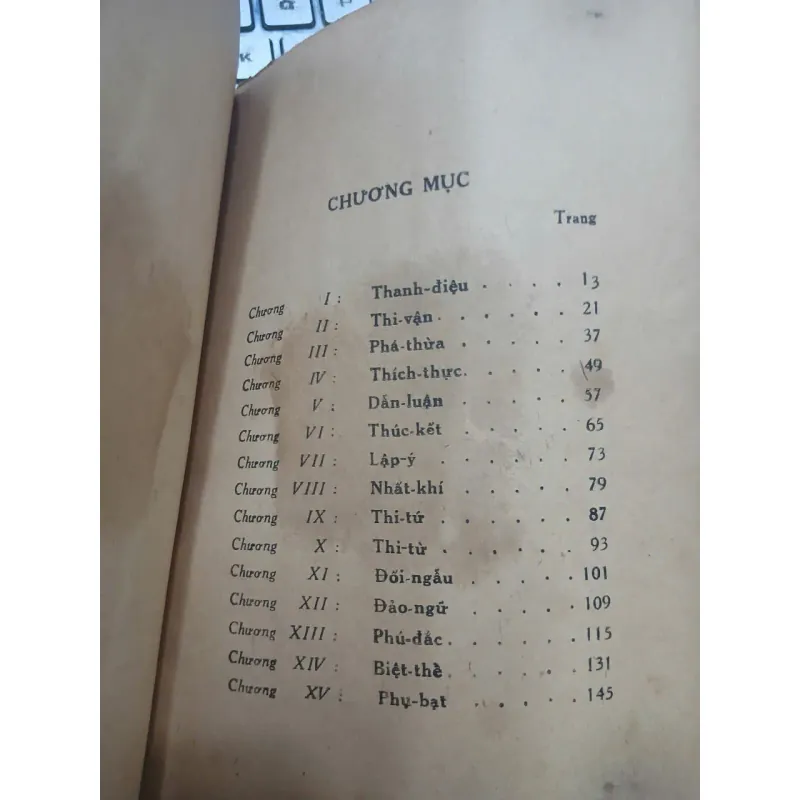 CHƯƠNG MỤC
Trang
Chương I : Thanh-điệu . . . . 13
Chương II : Thi-vận . . . . . . 21
Chương III : Phá-thừa . . . . . 37
Chương IV : Thích-thực. . . . . 49
Chương V : Dẫn-luận . . . . . 57
Chương VI : Thúc-kết . . . . . 65
Chương VII : Lập-ý . . . . . . 73
Chương VIII : Nhất-khí . . . . . 79
Chương IX : Thi-tứ . . . . . . 87
Chương X : Thi-từ . . . . . . 93
Chương XI : Đối-ngẫu . . . . . 101
Chương XII : Đảo-ngữ . . . . . 109
Chương XIII : Phú-đắc. . . . . . 115
Chương XIV : Biệt-thể. . . . . . 131
Chương XV : Phụ-bạt . . . . . 145